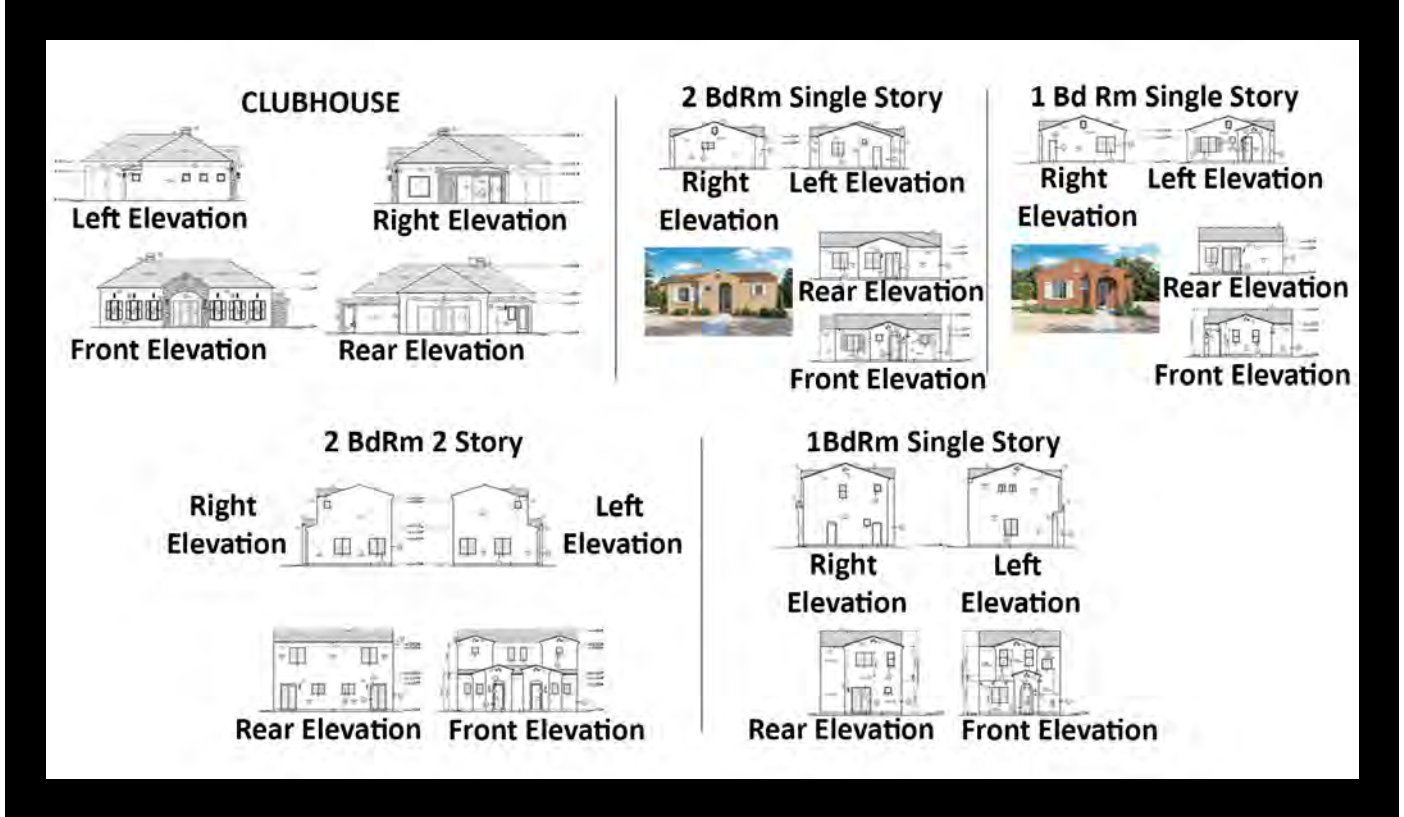 CLUBHOUSE
Left Elevation
Right Elevation
Front Elevation
Rear Elevation
2 BdRm Single Story
Right
Elevation
Left Elevation
Rear Elevation
Front Elevation
1 Bd Rm Single Story
Right
Elevation
Left Elevation
Rear Elevation
Front Elevation
2 BdRm 2 Story
Right
Elevation
Left
Elevation
Rear Elevation
Front Elevation
1BdRm Single Story
Right
Elevation
Left
Elevation
Rear Elevation
Front Elevation